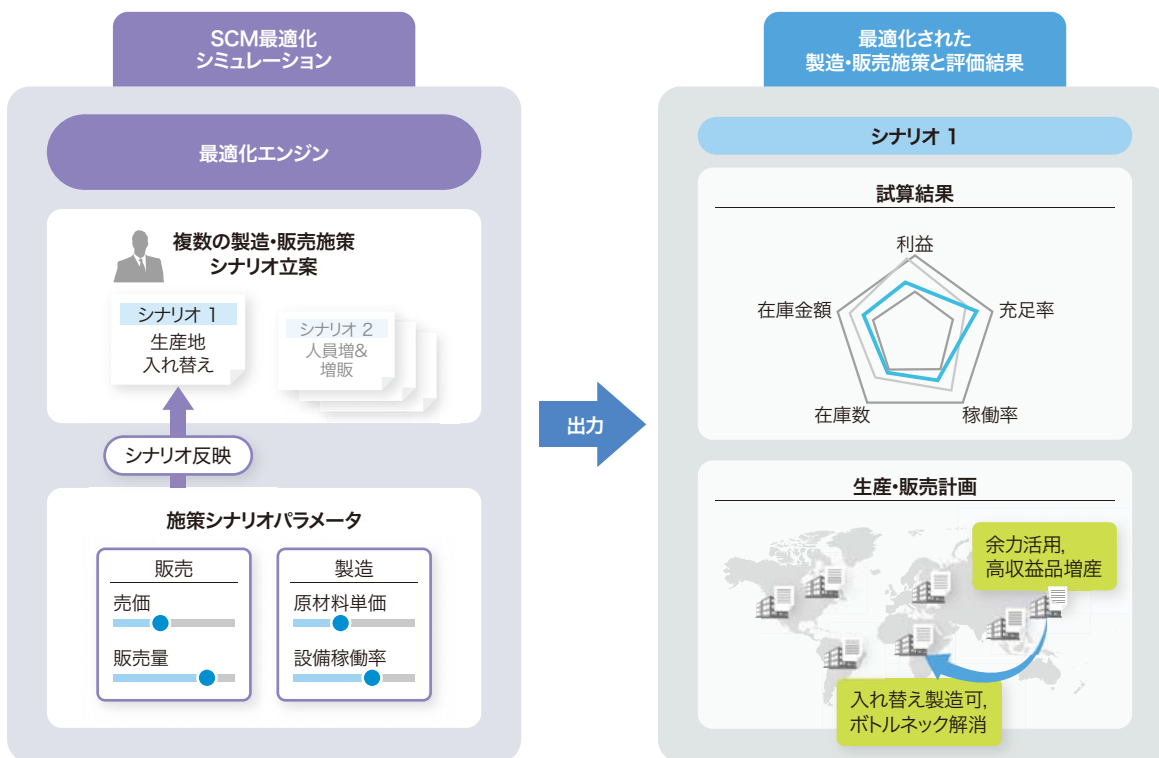 SCM最適化
シミュレーション
最適化エンジン
複数の製造・販売施策
シナリオ立案
シナリオ 1
生産地
入れ替え
シナリオ 2
人員増&
増販
シナリオ反映
施策シナリオパラメータ
販売
売価
販売量
製造
原材料単価
設備稼働率
出力
最適化された
製造・販売施策と評価結果
シナリオ 1
試算結果
利益
在庫金額
充足率
在庫数
稼働率
生産・販売計画
余力活用,
高収益品増産
入れ替え製造可,
ボトルネック解消